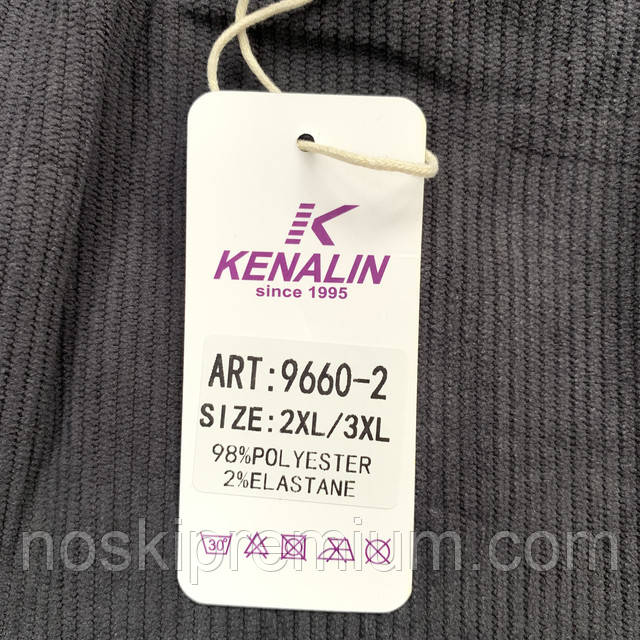 KENALIN
since 1995
ART:9660-2
SIZE:2XL/3XL
98%POLYESTER
2%ELASTANE
30
noskipremium.com